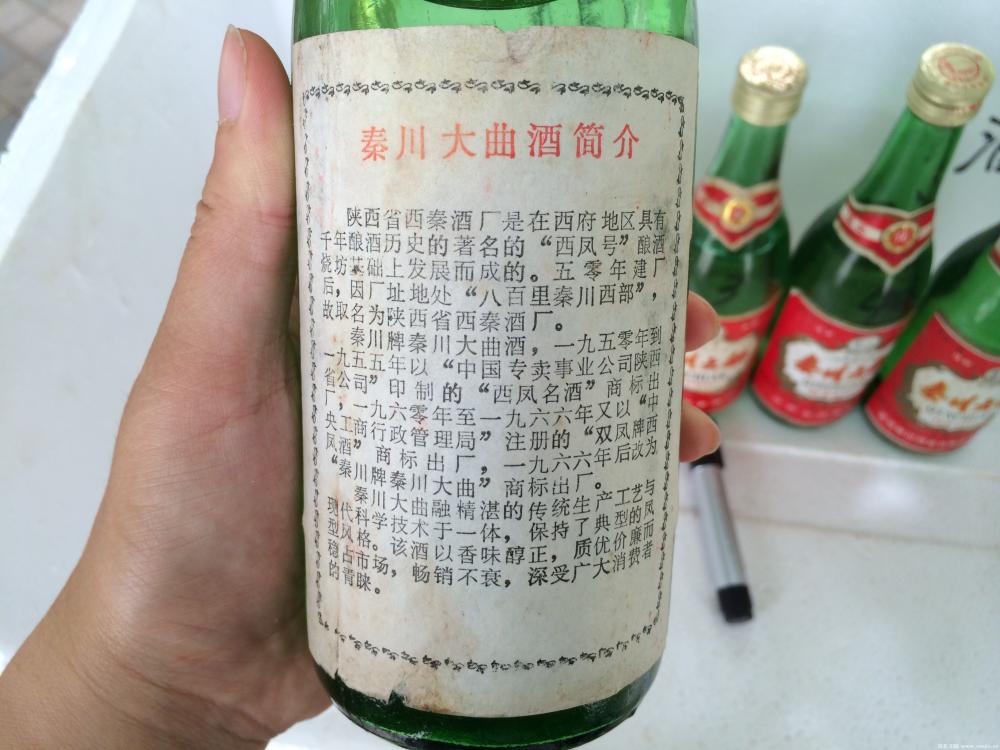 秦川大曲酒简介
陕西省西秦酒厂是在西府地区具有
千年酿酒历史的著名的“西凤号”酿酒
烧坊基础上发展而成的。五零年建厂
后，因厂址地处“八百里秦川西部”，
故取名为陕西省西秦酒厂。
秦川牌秦川大曲酒，一九五零年到
一九五五年以“中国专卖事业公司陕西
省公司”印制的“西凤名酒”商标出
厂，一九六零年至一九六六年又以“中
央工商行政管理局”注册的“双凤牌西
凤酒”商标出厂，一九六六年后改为
“秦川牌秦川大曲”商标出厂。
秦川大曲融精湛的传统生产工艺与
现代科学技术于一体，保持了典型的凤
型风格。该酒以香味醇正，质优价廉而
稳占市场，畅销不衰，深受广大消费者
的青睐。